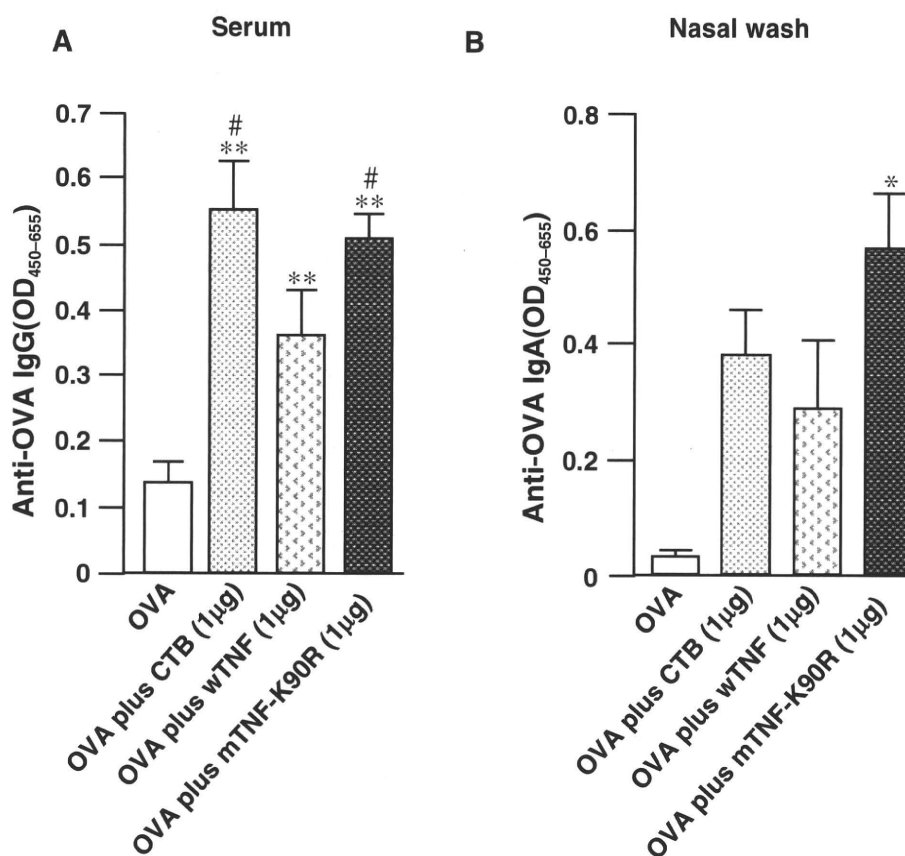 A
Serum
Anti-OVA IgG(OD450–655)
0.7
0.6
0.5
0.4
0.3
0.2
0.1
0
#
**
**
#
**
OVA
OVA plus CTB (1μg)
OVA plus wTNF (1μg)
OVA plus mTNF-K90R (1μg)
B
Nasal wash
Anti-OVA IgA(OD450–655)
0.8
0.6
0.4
0.2
0
*
OVA
OVA plus CTB (1μg)
OVA plus wTNF (1μg)
OVA plus mTNF-K90R (1μg)